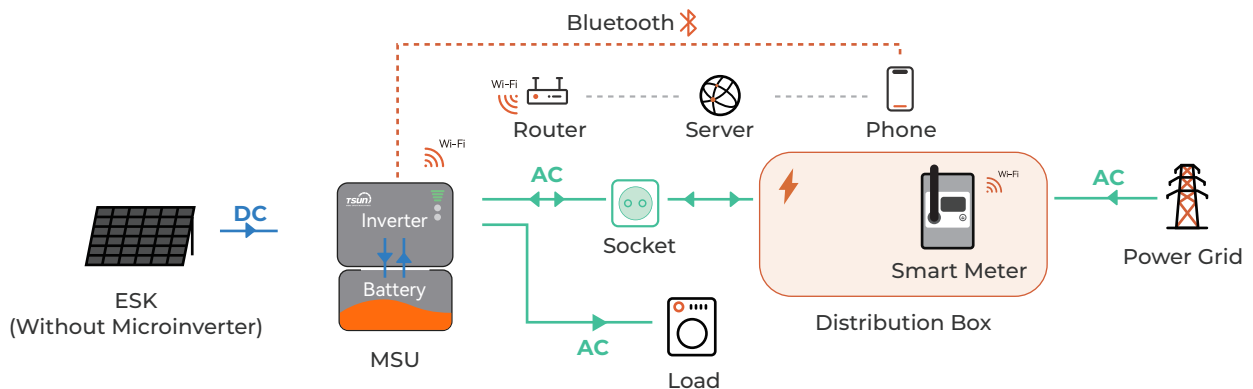 Bluetooth
Wi-Fi
Router
Server
Phone
Wi-Fi
AC
Wi-Fi
AC
TSUN
DC
Inverter
Socket
Smart Meter
Power Grid
Battery
ESK
(Without Microinverter)
Distribution Box
AC
MSU
Load